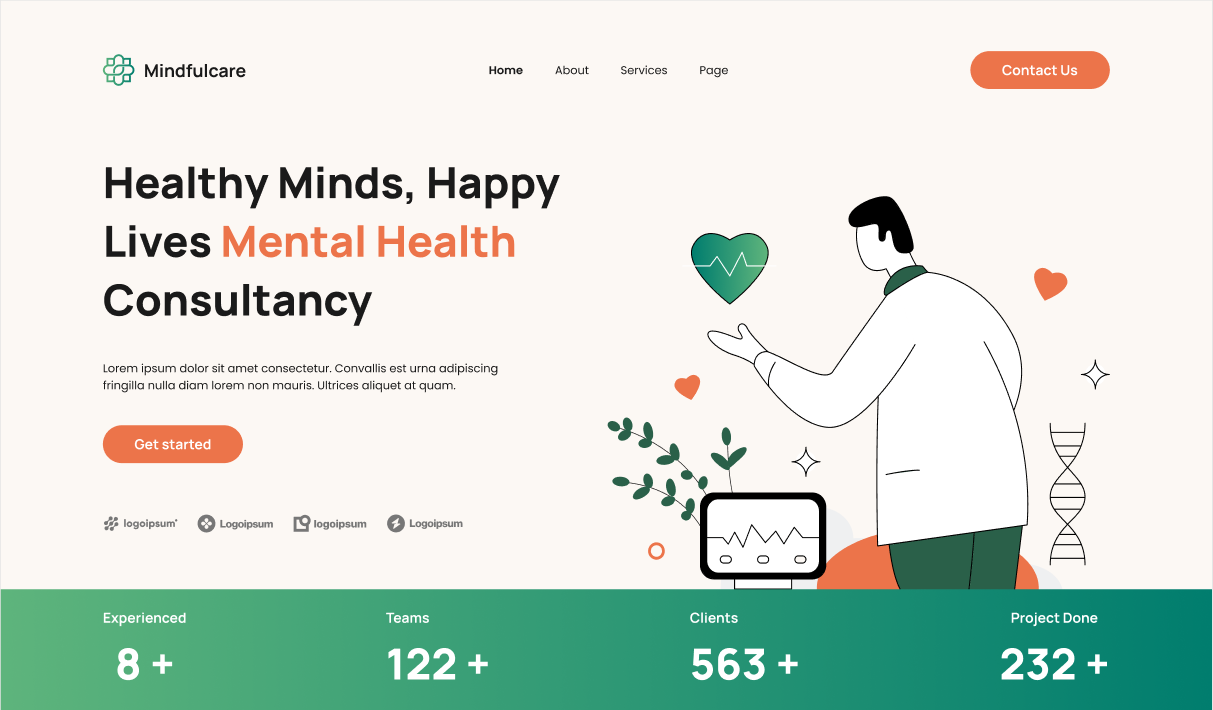 Mindfulcare
Home
About
Services
Page
Contact Us
Healthy Minds, Happy
Lives Mental Health
Consultancy
Lorem ipsum dolor sit amet consectetur. Convallis est urna adipiscing
fringilla nulla diam lorem non mauris. Ultrices aliquet at quam.
Get started
logoipsum
Logoipsum
logoipsum
Logoipsum
Experienced
8 +
Teams
122 +
Clients
563 +
Project Done
232 +